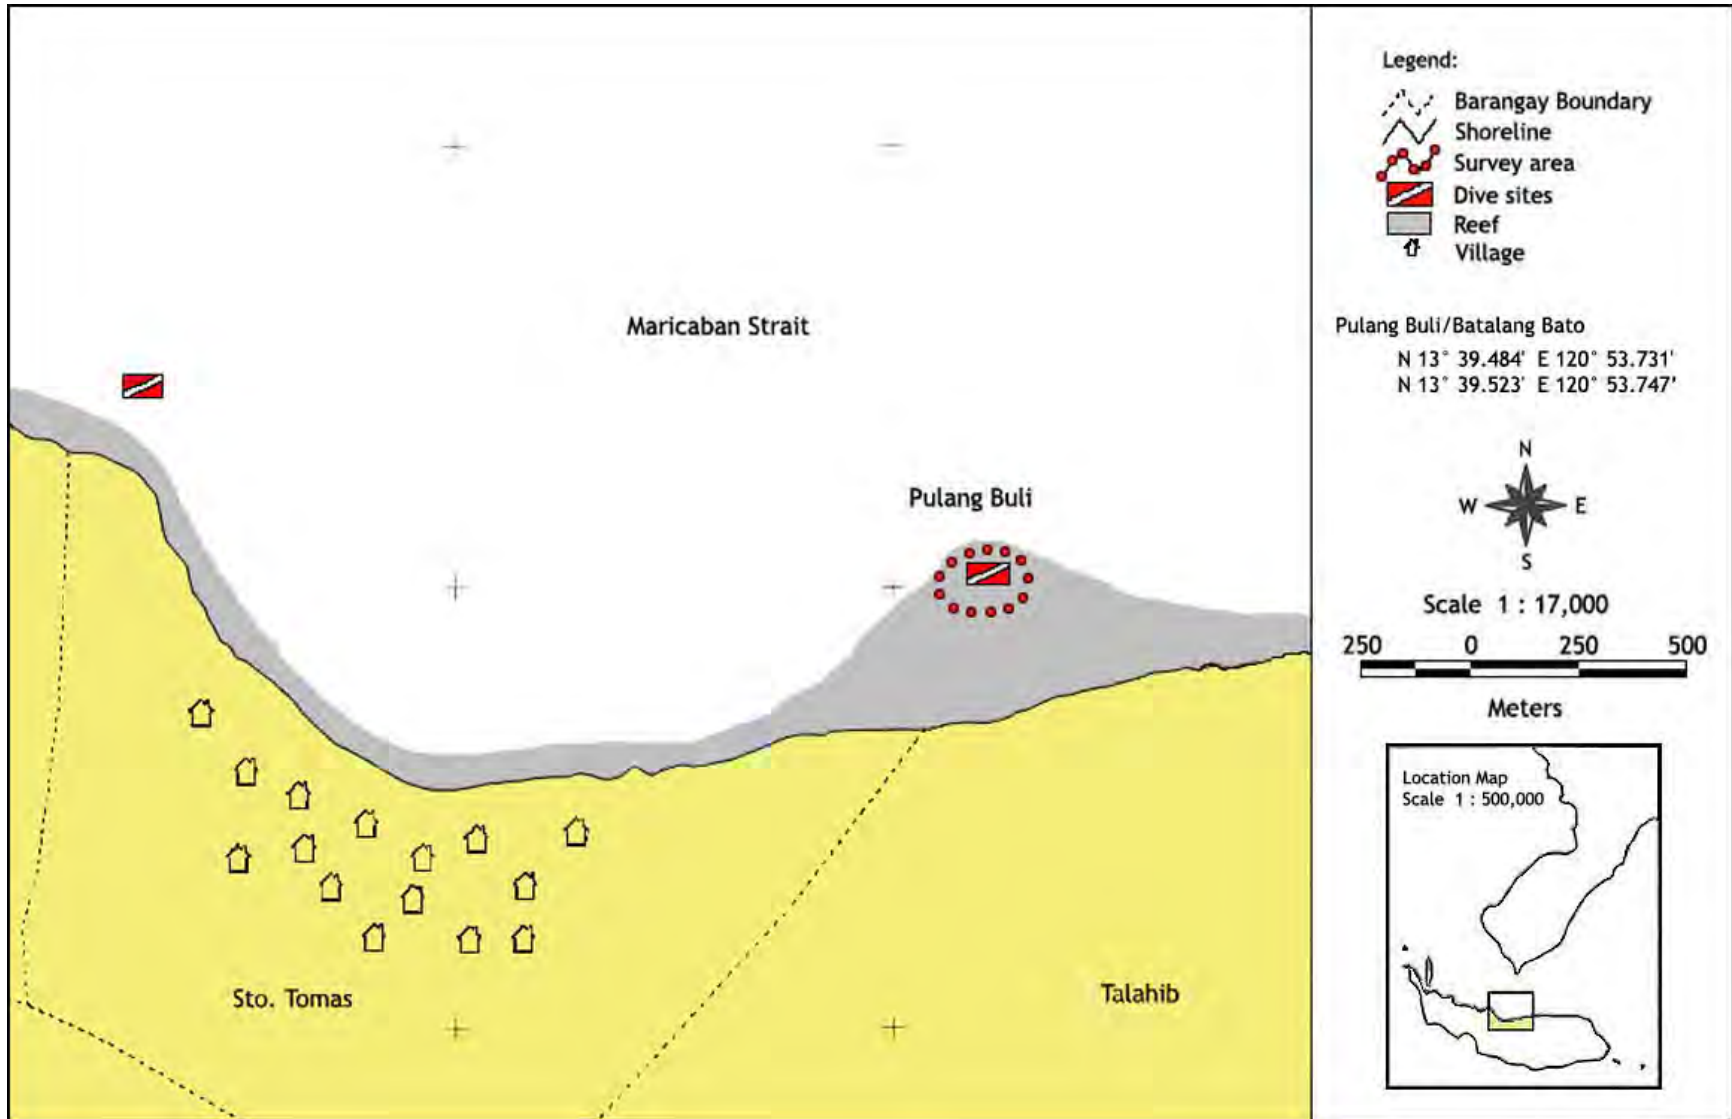 Maricaban Strait
Pulang Buli
Sto. Tomas
Talahib
Legend:
Barangay Boundary
Shoreline
Survey area
Dive sites
Reef
Village
Pulang Buli/Batalang Bato
N 13° 39.484' E 120° 53.731'
N 13° 39.523' E 120° 53.747'
N
W E
S
Scale 1 : 17,000
250 0 250 500
Meters
Location Map
Scale 1 : 500,000